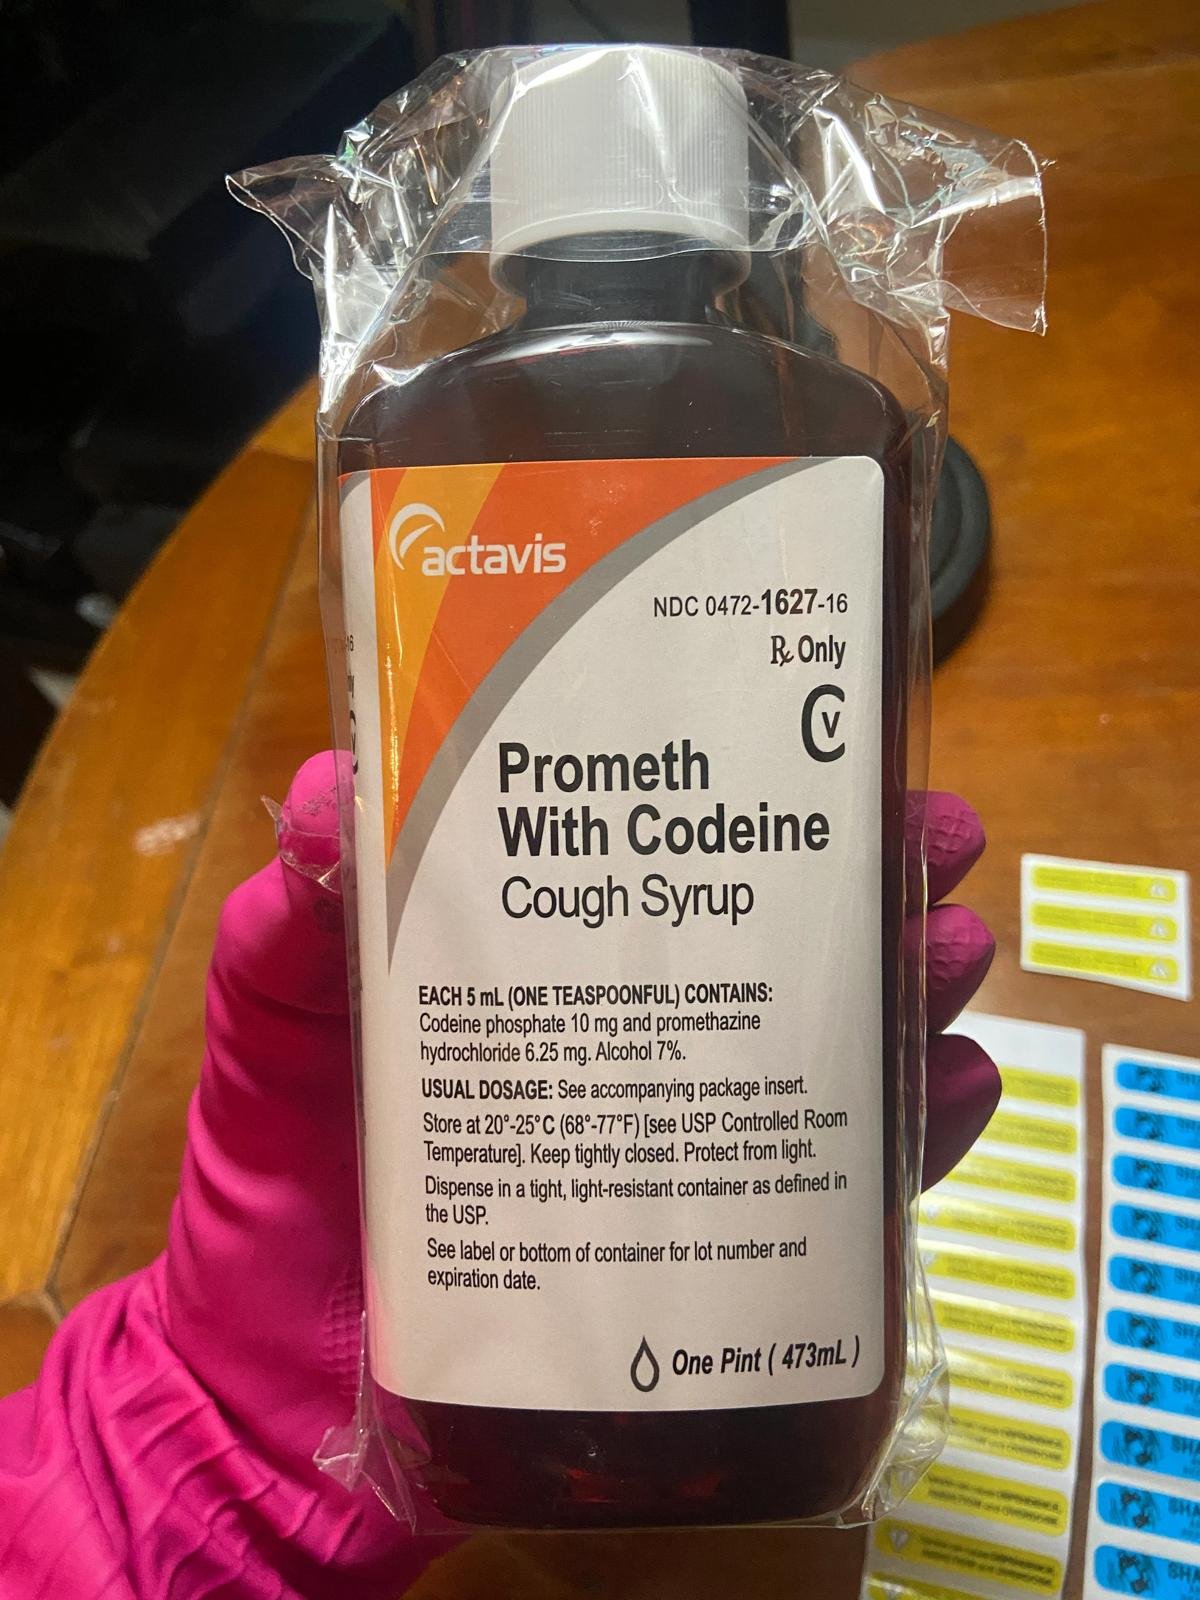 actavis
NDC 0472-1627-16
Rx Only
CV
Prometh
With Codeine
Cough Syrup
EACH 5 mL (ONE TEASPOONFUL) CONTAINS:
Codeine phosphate 10 mg and promethazine
hydrochloride 6.25 mg. Alcohol 7%.
USUAL DOSAGE: See accompanying package insert.
Store at 20°-25°C (68°-77°F) [see USP Controlled Room
Temperature]. Keep tightly closed. Protect from light.
Dispense in a tight, light-resistant container as defined in
the USP.
See label or bottom of container for lot number and
expiration date.
One Pint ( 473mL )